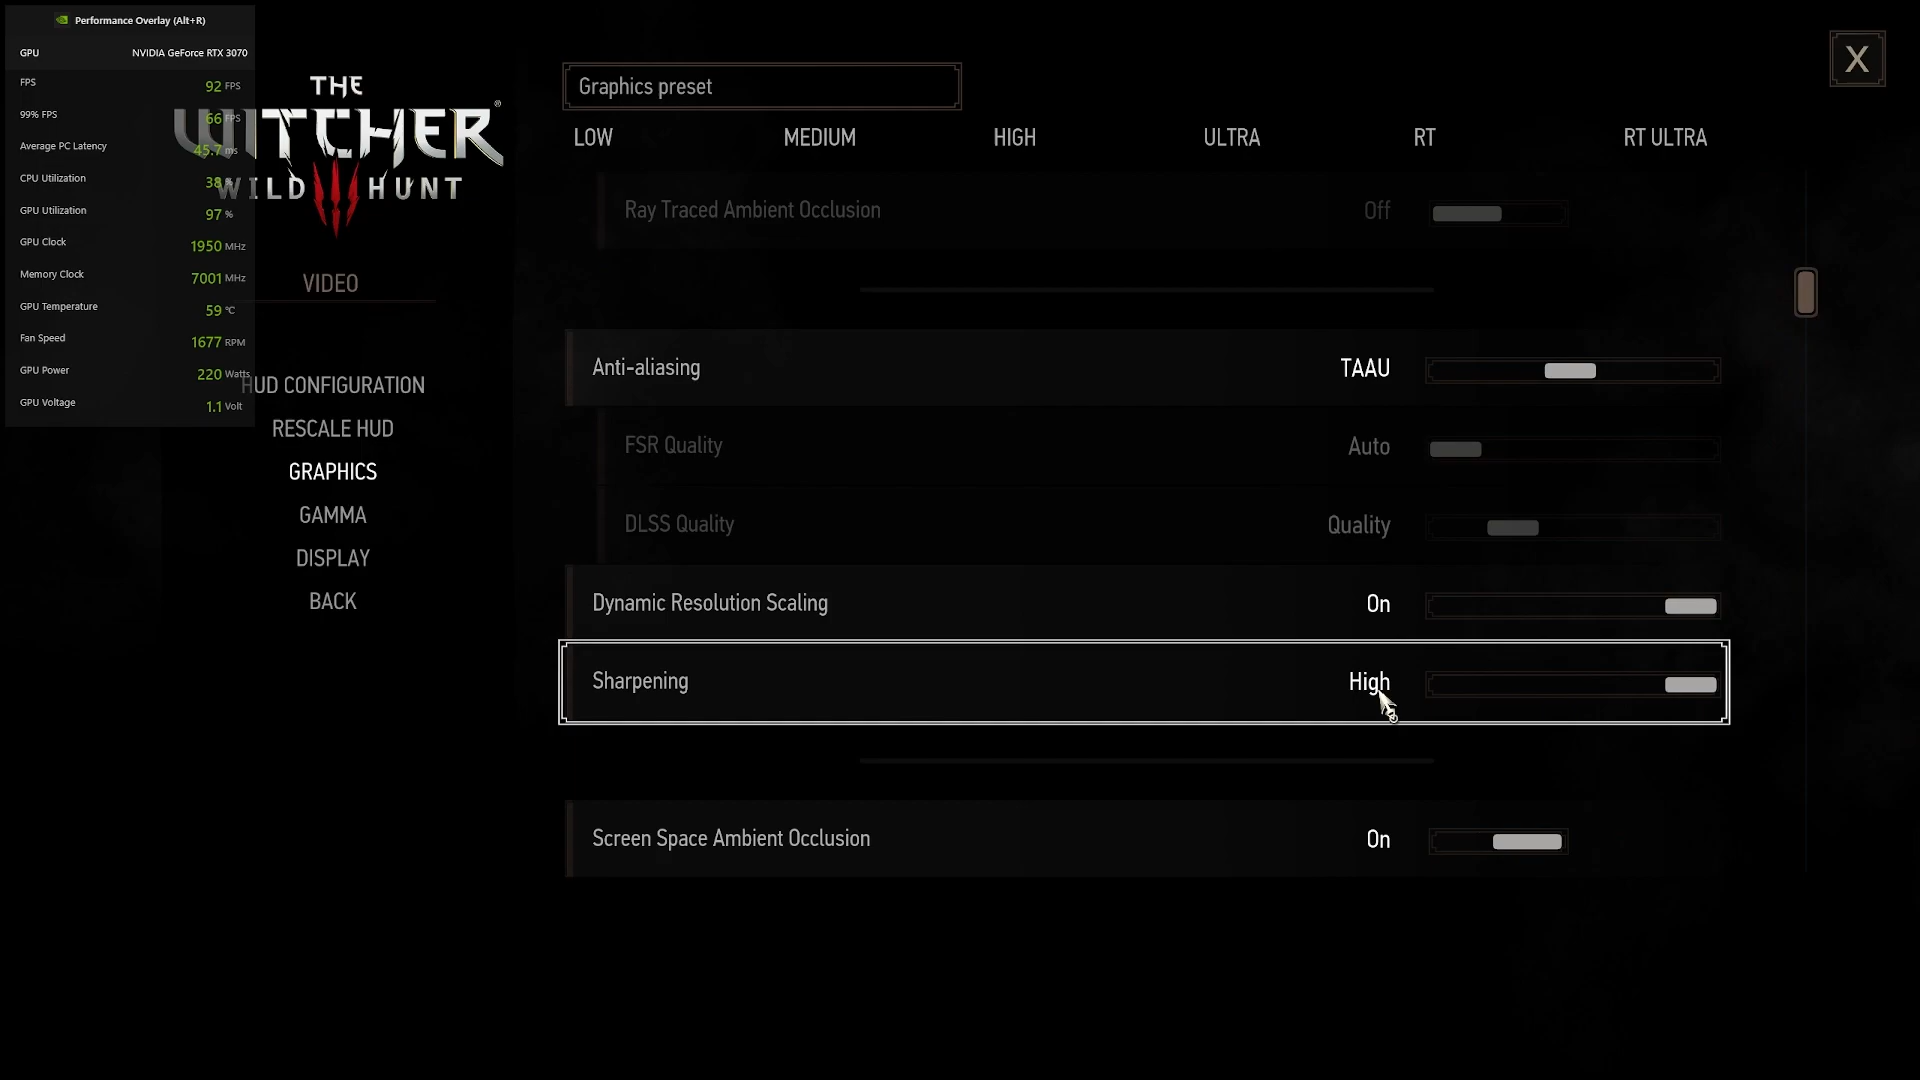 Performance Overlay (Alt+R)
GPU NVIDIA GeForce RTX 3070
FPS 92 FPS
99% FPS 66 FPS
Average PC Latency 45.7 ms
CPU Utilization 38 %
GPU Utilization 97 %
GPU Clock 1950 MHz
Memory Clock 7001 MHz
GPU Temperature 59 °C
Fan Speed 1677 RPM
GPU Power 220 Watts
GPU Voltage 1.1 Volt
THE
WITCHER®
WILD HUNT
VIDEO
HUD CONFIGURATION
RESCALE HUD
GRAPHICS
GAMMA
DISPLAY
BACK
Graphics preset
X
LOW MEDIUM HIGH ULTRA RT RT ULTRA
Ray Traced Ambient Occlusion Off
Anti-aliasing TAAU
FSR Quality Auto
DLSS Quality Quality
Dynamic Resolution Scaling On
Sharpening High
Screen Space Ambient Occlusion On